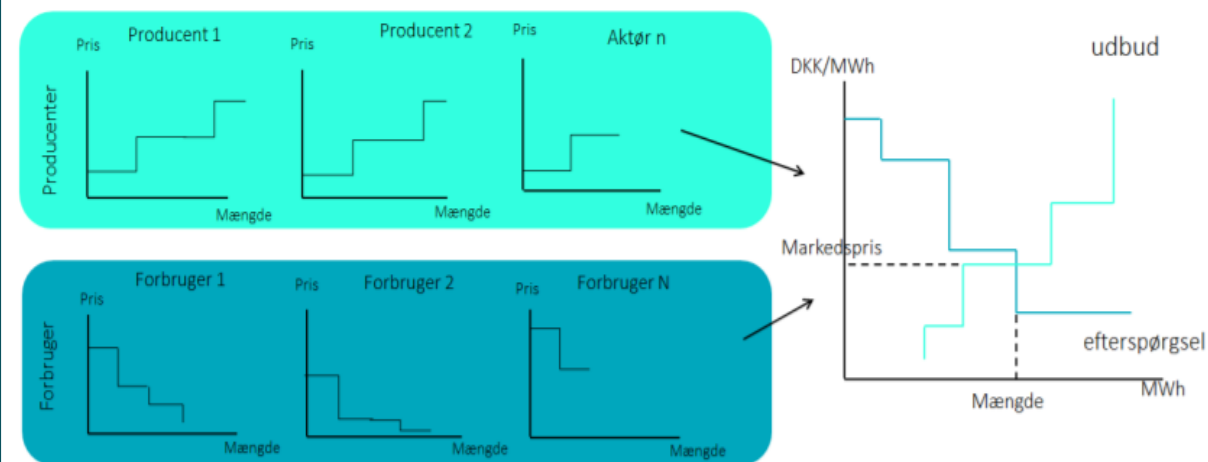 Producenter
Producent 1
Pris
Mængde
Producent 2
Pris
Mængde
Aktør n
Pris
Mængde
Forbruger
Forbruger 1
Pris
Mængde
Forbruger 2
Pris
Mængde
Forbruger N
Pris
Mængde
udbud
DKK/MWh
Markedspris
efterspørgsel
MWh
Mængde